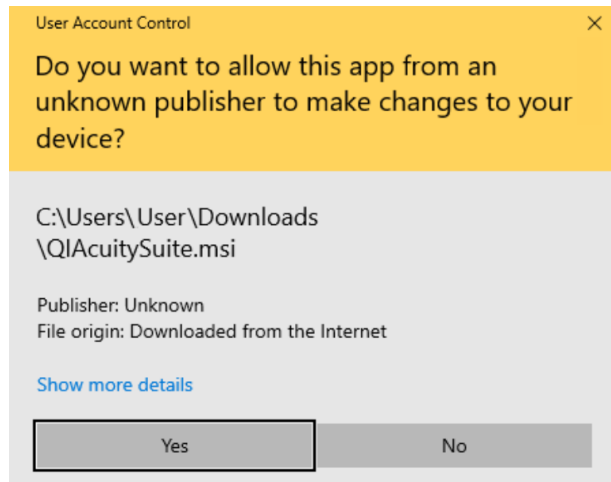 User Account Control
Do you want to allow this app from an
unknown publisher to make changes to your
device?
C:\Users\User\Downloads
\QIAcuitySuite.msi
Publisher: Unknown
File origin: Downloaded from the Internet
Show more details
Yes No